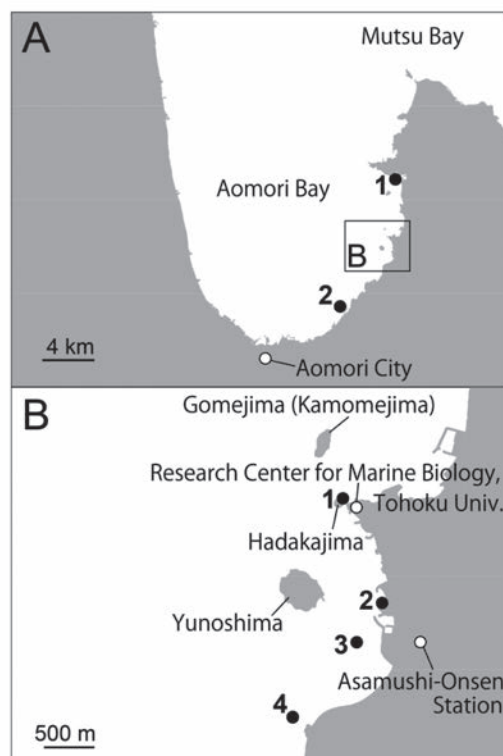 A
Mutsu Bay
1
Aomori Bay
B
2
4 km
Aomori City
B
Gomejima (Kamomejima)
Research Center for Marine Biology,
1
Tohoku Univ.
Hadakajima
2
Yunoshima
3
Asamushi-Onsen
Station
4
500 m